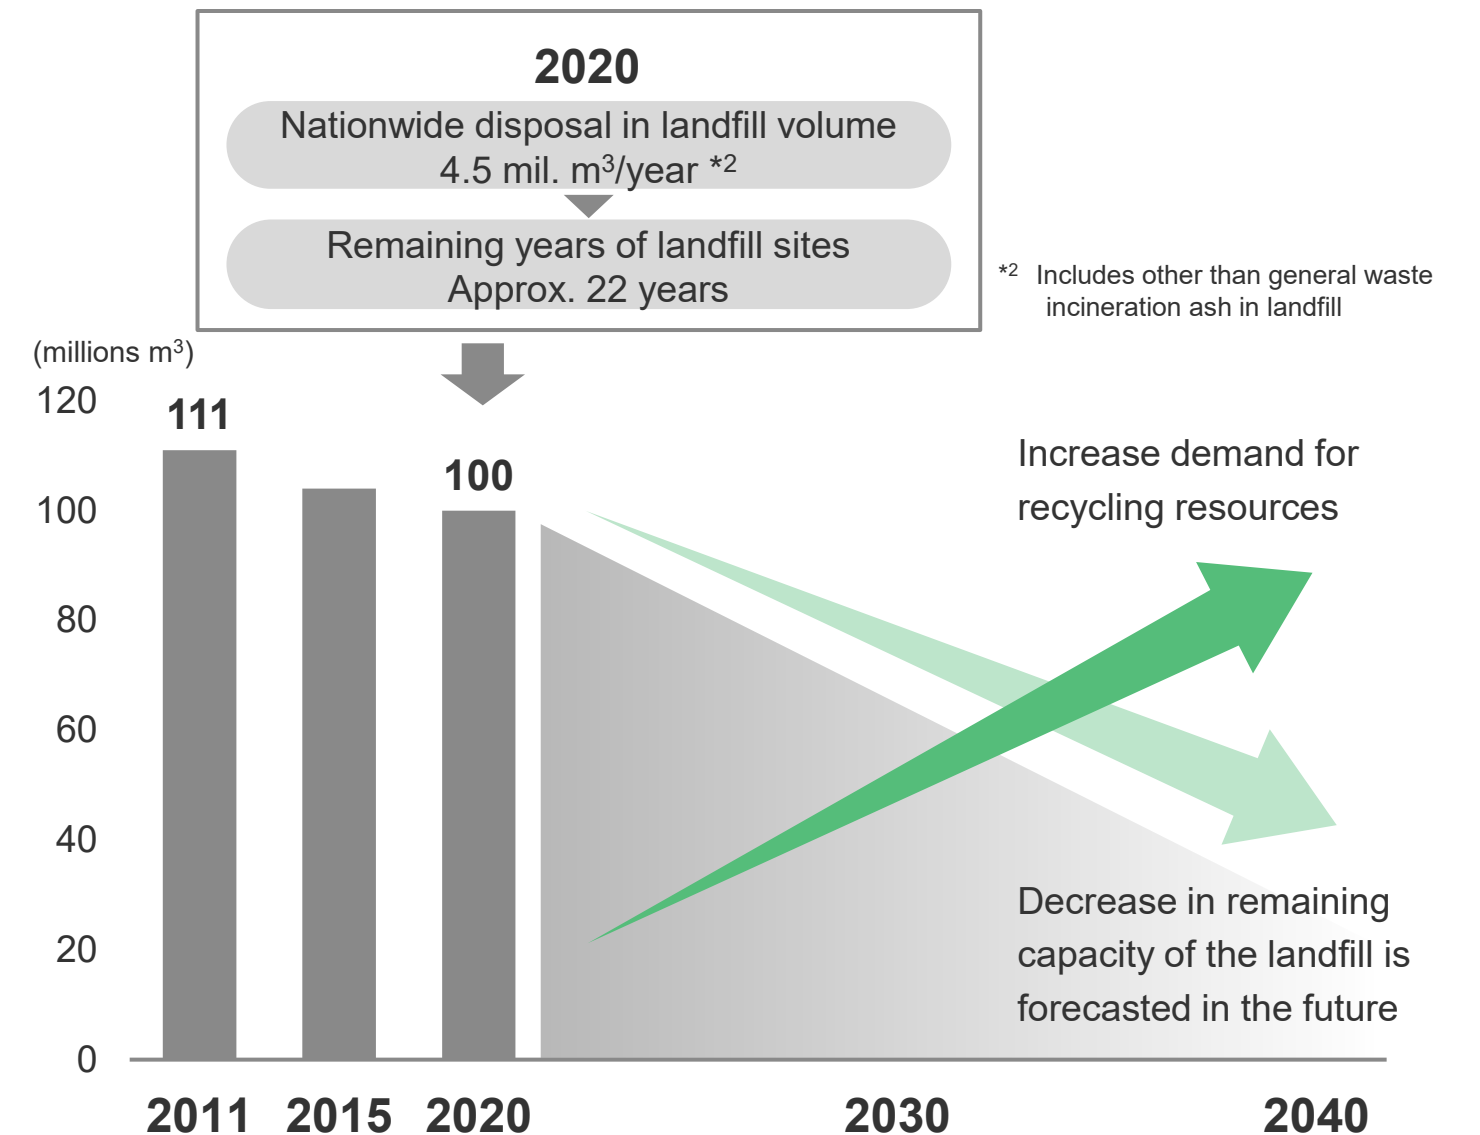 2020
Nationwide disposal in landfill volume
4.5 mil. m³/year *²
Remaining years of landfill sites
Approx. 22 years
*² Includes other than general waste
incineration ash in landfill
(millions m³)
120
111
100
100
80
60
40
20
0
Increase demand for
recycling resources
Decrease in remaining
capacity of the landfill is
forecasted in the future
2011 2015 2020 2030 2040